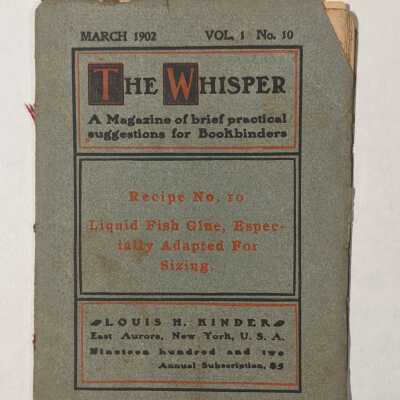 MARCH 1902 VOL. 1 No. 10
THE WHISPER
A Magazine of brief practical
suggestions for Bookbinders
Recipe No. 10
Liquid Fish Glue, Espec-
ially Adapted For
Sizing.
LOUIS H. KINDER
East Aurora, New York, U. S. A.
Nineteen hundred and two
Annual Subscription, $5